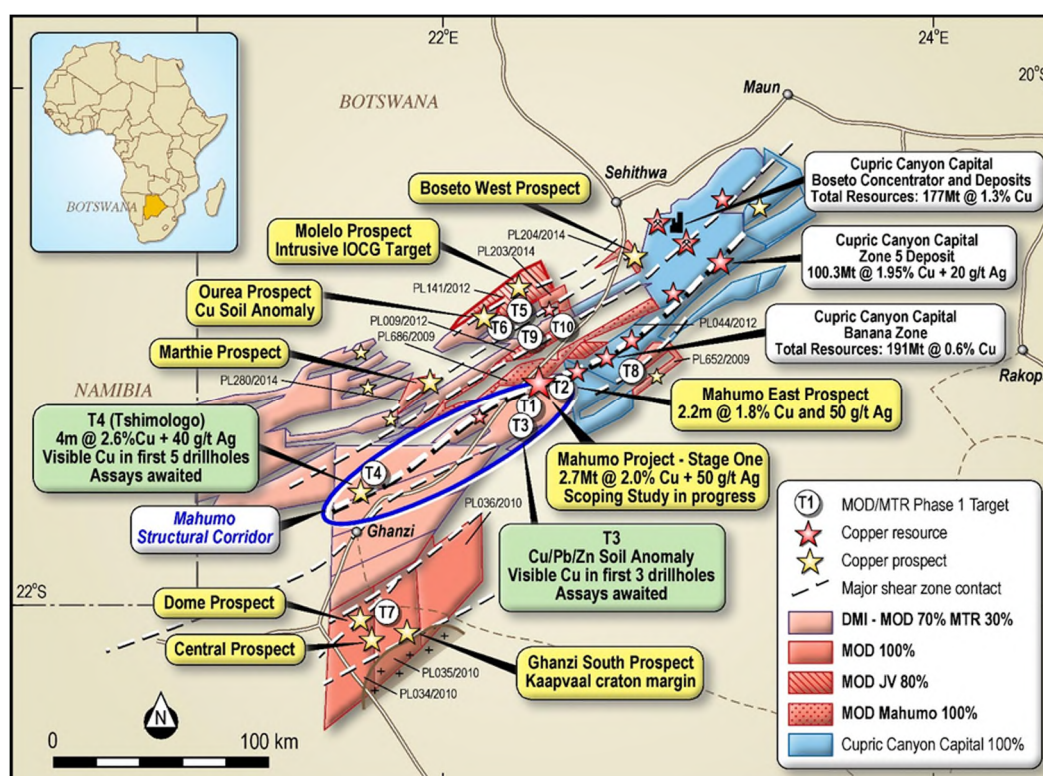 22°E
24°E
20°S
BOTSWANA
Maun
BOTSWANA
Sehithwa
Cupric Canyon Capital
Boseto Concentrator and Deposits
Total Resources: 177Mt @ 1.3% Cu
Boseto West Prospect
PL204/2014
Molelo Prospect
Intrusive IOCG Target
PL203/2014
Cupric Canyon Capital
Zone 5 Deposit
100.3Mt @ 1.95% Cu + 20 g/t Ag
PL141/2012
Ourea Prospect
Cu Soil Anomaly
T5
T6
T10
T9
PL009/2012
PL686/2009
PL044/2012
Cupric Canyon Capital
Banana Zone
Total Resources: 191Mt @ 0.6% Cu
Marthie Prospect
PL652/2009
Rakops
NAMIBIA
PL280/2014
T8
T2
T1
T3
Mahumo East Prospect
2.2m @ 1.8% Cu and 50 g/t Ag
T4 (Tshimologo)
4m @ 2.6%Cu + 40 g/t Ag
Visible Cu in first 5 drillholes
Assays awaited
T4
Mahumo Project - Stage One
2.7Mt @ 2.0% Cu + 50 g/t Ag
Scoping Study in progress
Mahumo
Structural Corridor
PL036/2010
Ghanzi
T3
Cu/Pb/Zn Soil Anomaly
Visible Cu in first 3 drillholes
Assays awaited
22°S
Dome Prospect
T7
Central Prospect
Ghanzi South Prospect
Kaapvaal craton margin
PL035/2010
PL034/2010
N
0
100 km
T1 MOD/MTR Phase 1 Target
Copper resource
Copper prospect
Major shear zone contact
DMI - MOD 70% MTR 30%
MOD 100%
MOD JV 80%
MOD Mahumo 100%
Cupric Canyon Capital 100%